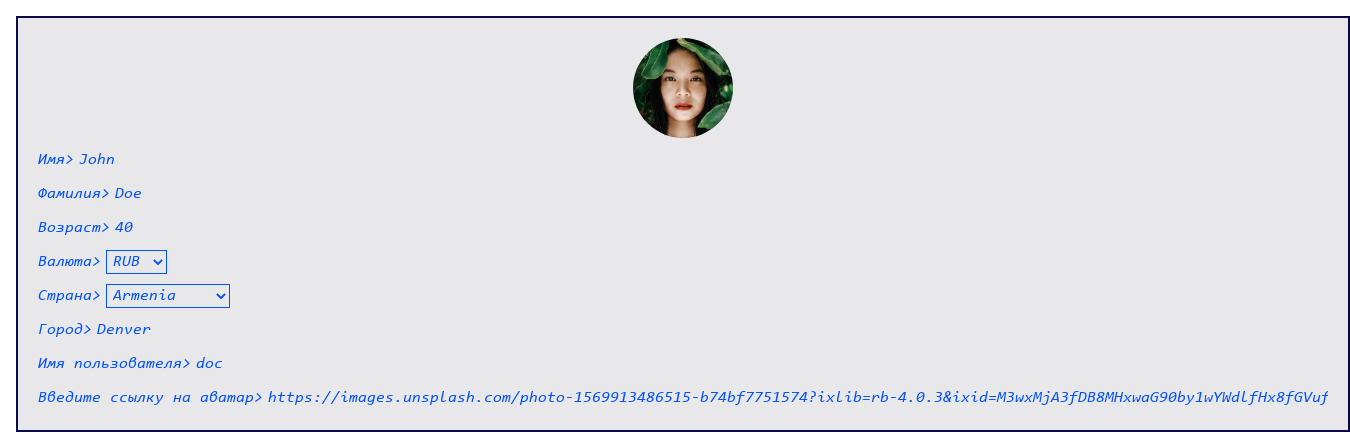 Имя> John
Фамилия> Doe
Возраст> 40
Валюта> RUB
Страна> Armenia
Город> Denver
Имя пользователя> doc
Введите ссылку на аватар> https://images.unsplash.com/photo-1569913486515-b74bf7751574?ixlib=rb-4.0.3&ixid=M3wxMjA3fDB8MHxwaG90by1wYWdlfHx8fGVuf